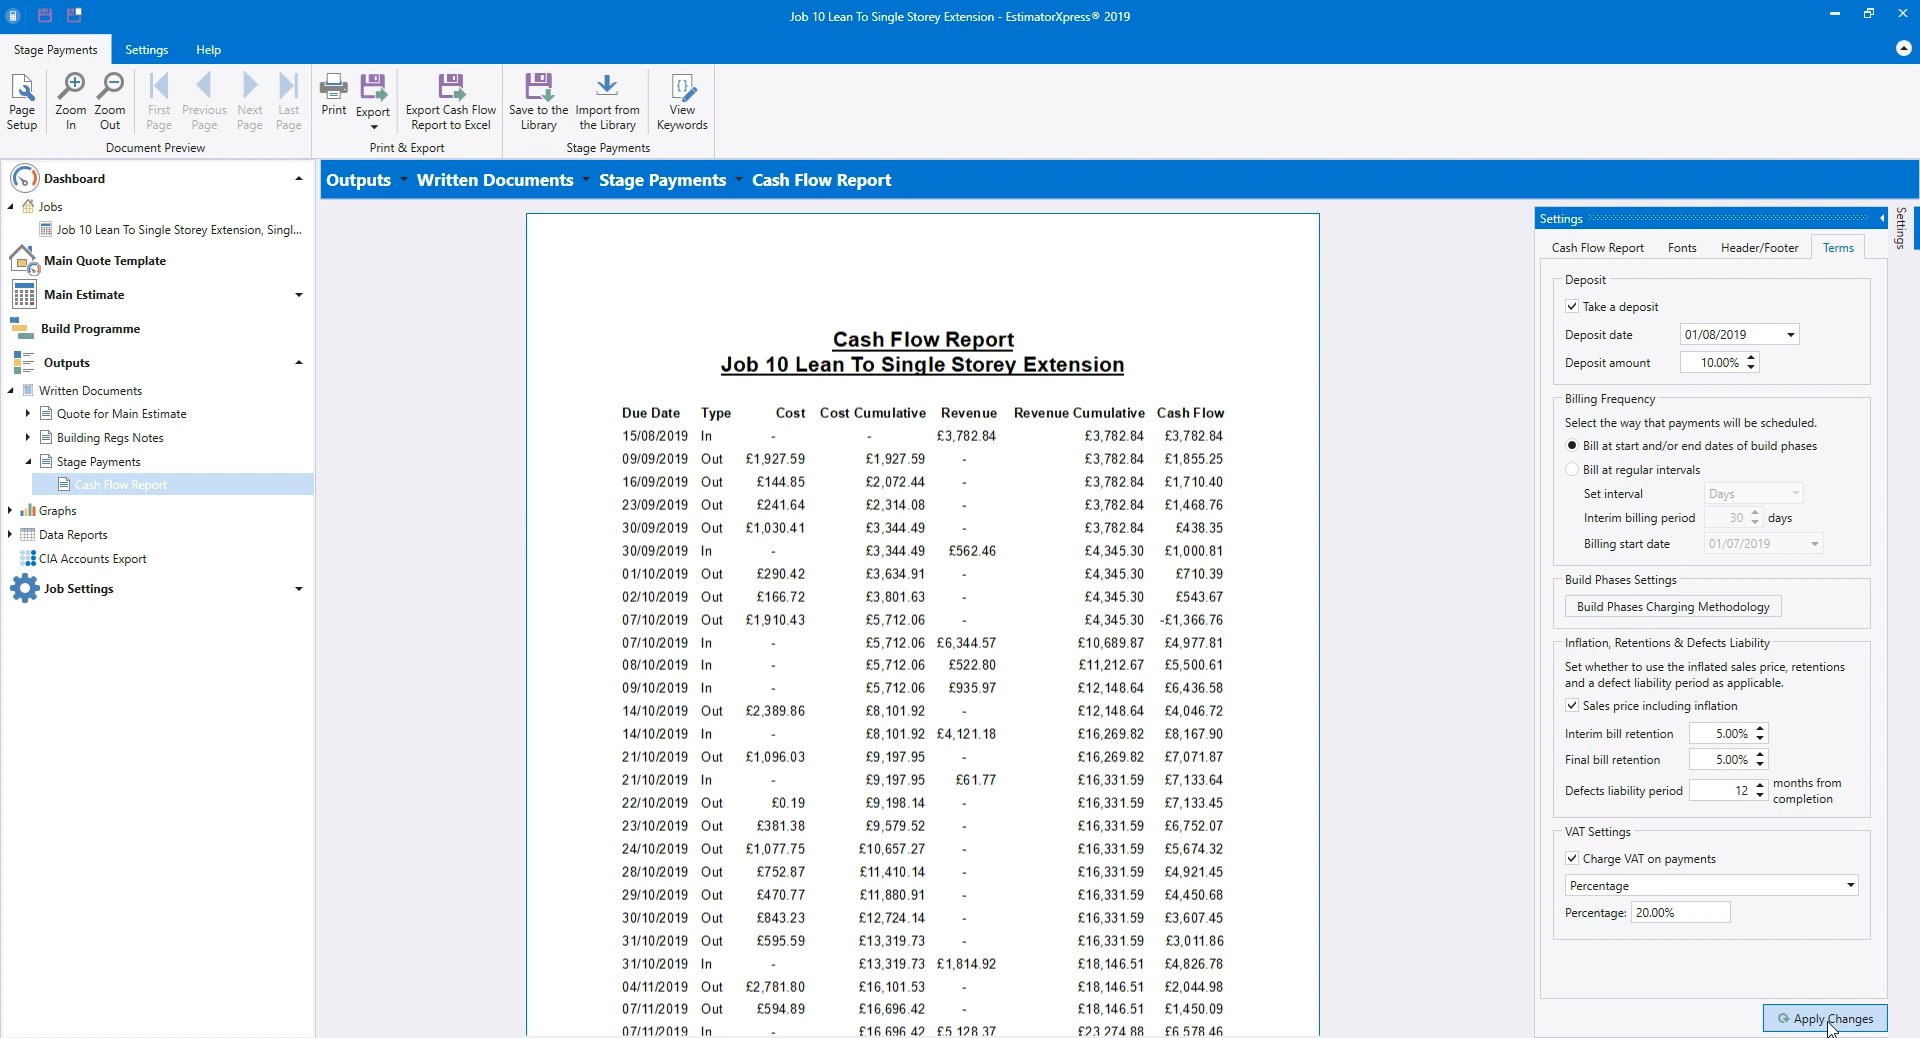 Job 10 Lean To Single Storey Extension - EstimatorXpress® 2019
Stage Payments Settings Help
Page Setup
Zoom In
Zoom Out
First Page
Previous Page
Next Page
Last Page
Print
Export
Export Cash Flow Report to Excel
Save to the Library
Import from the Library
View Keywords
Document Preview
Print & Export
Stage Payments
Dashboard
Jobs
Job 10 Lean To Single Storey Extension, Singl...
Main Quote Template
Main Estimate
Build Programme
Outputs
Written Documents
Quote for Main Estimate
Building Regs Notes
Stage Payments
Cash Flow Report
Graphs
Data Reports
CIA Accounts Export
Job Settings
Outputs Written Documents Stage Payments Cash Flow Report
Cash Flow Report
Job 10 Lean To Single Storey Extension
Due Date Type Cost Cost Cumulative Revenue Revenue Cumulative Cash Flow
15/08/2019 In - - £3,782.84 £3,782.84 £3,782.84
09/09/2019 Out £1,927.59 £1,927.59 - £3,782.84 £1,855.25
16/09/2019 Out £144.85 £2,072.44 - £3,782.84 £1,710.40
23/09/2019 Out £241.64 £2,314.08 - £3,782.84 £1,468.76
30/09/2019 Out £1,030.41 £3,344.49 - £3,782.84 £438.35
30/09/2019 In - £3,344.49 £562.46 £4,345.30 £1,000.81
01/10/2019 Out £290.42 £3,634.91 - £4,345.30 £710.39
02/10/2019 Out £166.72 £3,801.63 - £4,345.30 £543.67
07/10/2019 Out £1,910.43 £5,712.06 - £4,345.30 -£1,366.76
07/10/2019 In - £5,712.06 £6,344.57 £10,689.87 £4,977.81
08/10/2019 In - £5,712.06 £522.80 £11,212.67 £5,500.61
09/10/2019 In - £5,712.06 £935.97 £12,148.64 £6,436.58
14/10/2019 Out £2,389.86 £8,101.92 - £12,148.64 £4,046.72
14/10/2019 In - £8,101.92 £4,121.18 £16,269.82 £8,167.90
21/10/2019 Out £1,096.03 £9,197.95 - £16,269.82 £7,071.87
21/10/2019 In - £9,197.95 £61.77 £16,331.59 £7,133.64
22/10/2019 Out £0.19 £9,198.14 - £16,331.59 £7,133.45
23/10/2019 Out £381.38 £9,579.52 - £16,331.59 £6,752.07
24/10/2019 Out £1,077.75 £10,657.27 - £16,331.59 £5,674.32
28/10/2019 Out £752.87 £11,410.14 - £16,331.59 £4,921.45
29/10/2019 Out £470.77 £11,880.91 - £16,331.59 £4,450.68
30/10/2019 Out £843.23 £12,724.14 - £16,331.59 £3,607.45
31/10/2019 Out £595.59 £13,319.73 - £16,331.59 £3,011.86
31/10/2019 In - £13,319.73 £1,814.92 £18,146.51 £4,826.78
04/11/2019 Out £2,781.80 £16,101.53 - £18,146.51 £2,044.98
07/11/2019 Out £594.89 £16,696.42 - £18,146.51 £1,450.09
07/11/2019 In - £16,696.42 £5,128.37 £23,274.88 £6,578.46
Settings
Settings
Cash Flow Report Fonts Header/Footer Terms
Deposit
Take a deposit
Deposit date 01/08/2019
Deposit amount 10.00%
Billing Frequency
Select the way that payments will be scheduled.
Bill at start and/or end dates of build phases
Bill at regular intervals
Set interval Days
Interim billing period 30 days
Billing start date 01/07/2019
Build Phases Settings
Build Phases Charging Methodology
Inflation, Retentions & Defects Liability
Set whether to use the inflated sales price, retentions
and a defect liability period as applicable.
Sales price including inflation
Interim bill retention 5.00%
Final bill retention 5.00%
Defects liability period 12 months from completion
VAT Settings
Charge VAT on payments
Percentage
Percentage: 20.00%
Apply Changes